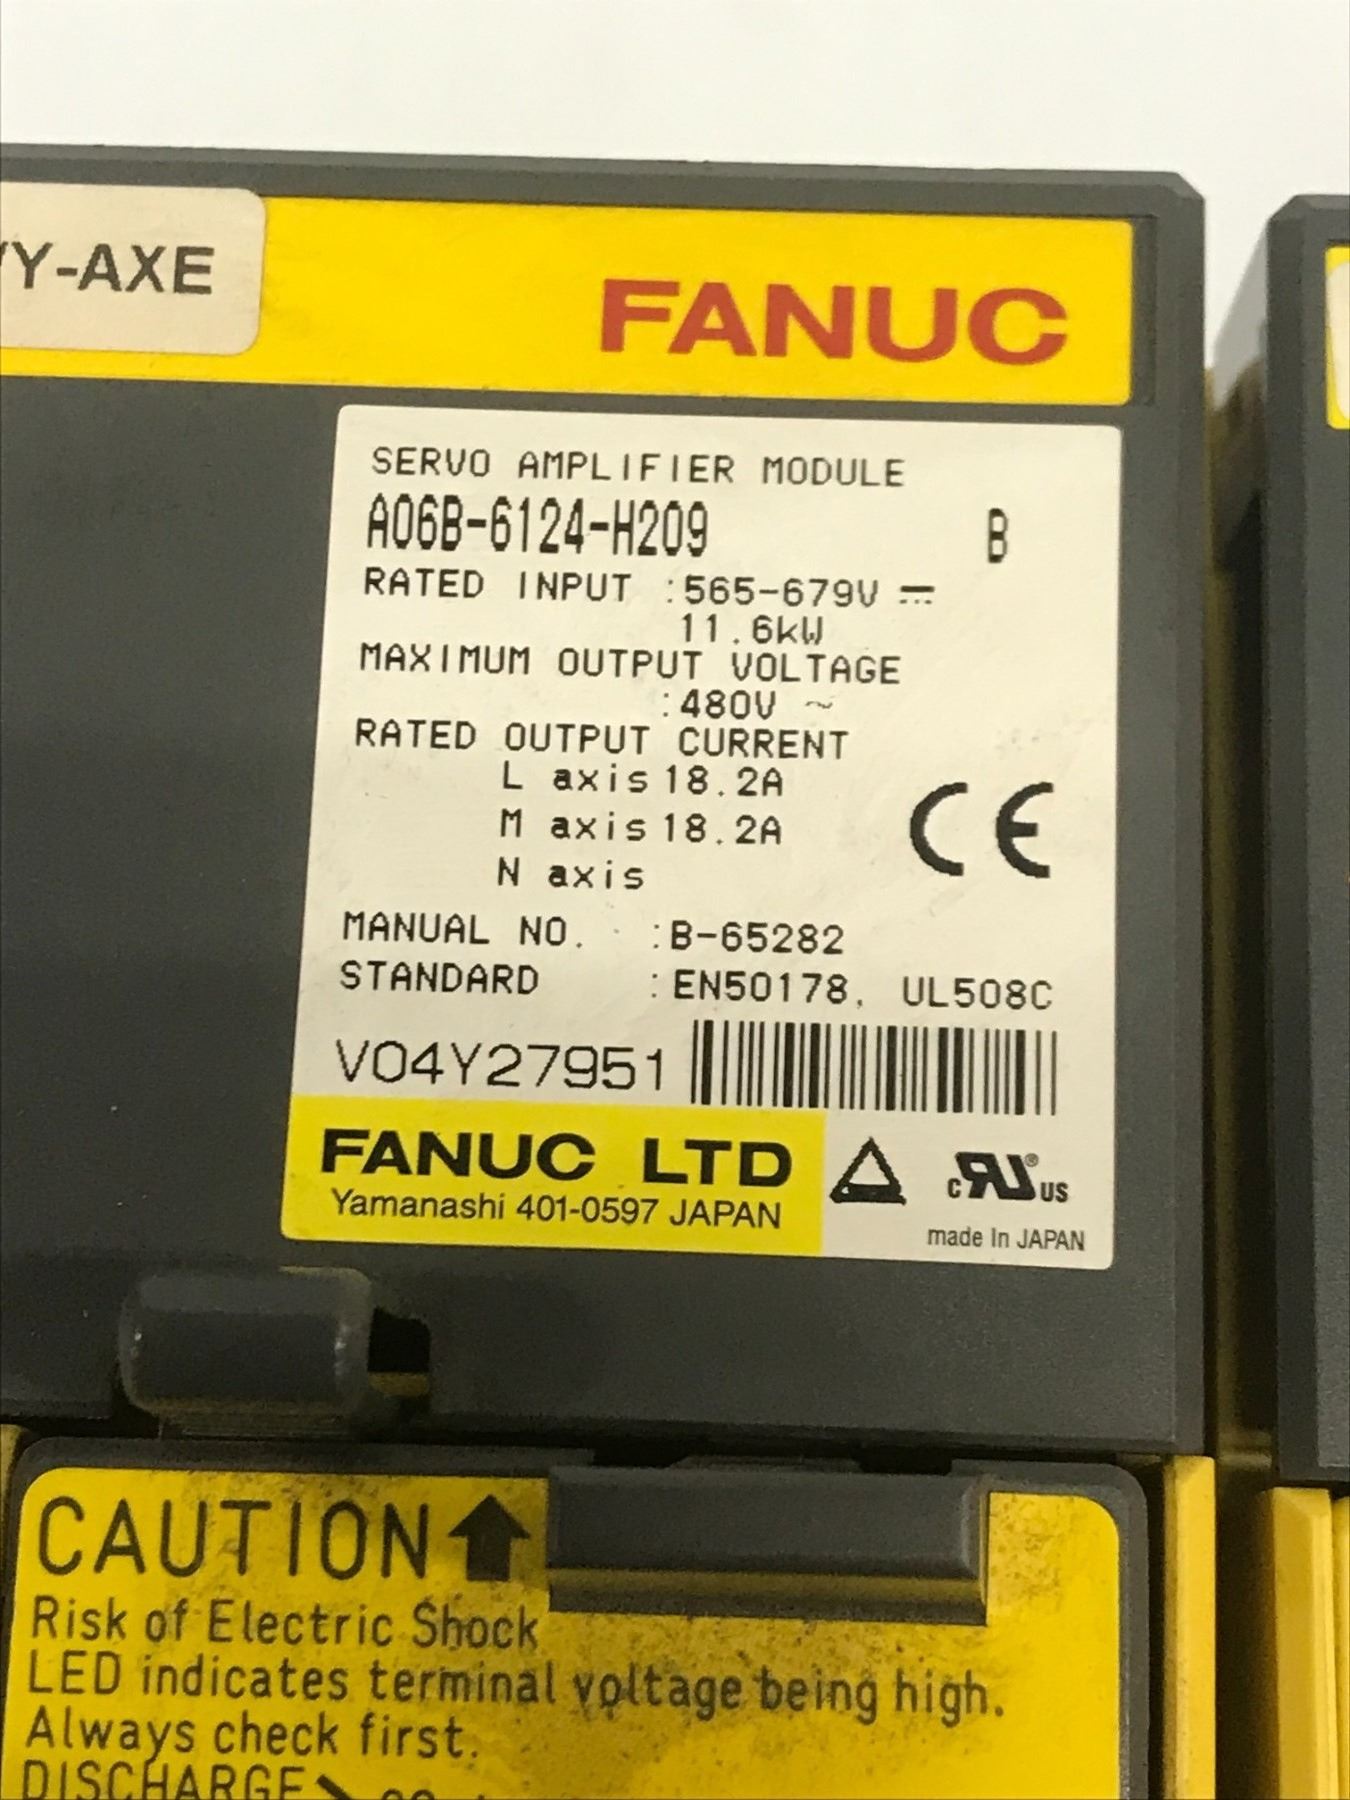 Y-AXE
FANUC
SERVO AMPLIFIER MODULE
A06B-6124-H209 B
RATED INPUT :565-679V ⎓
11.6kW
MAXIMUM OUTPUT VOLTAGE
:480V ~
RATED OUTPUT CURRENT
L axis 18.2A
M axis 18.2A
N axis
CE
MANUAL NO. :B-65282
STANDARD :EN50178, UL508C
V04Y27951
FANUC LTD
Yamanashi 401-0597 JAPAN
c RU ® US
made In JAPAN
CAUTION
Risk of Electric Shock
LED indicates terminal voltage being high.
Always check first.
DISCHARGE